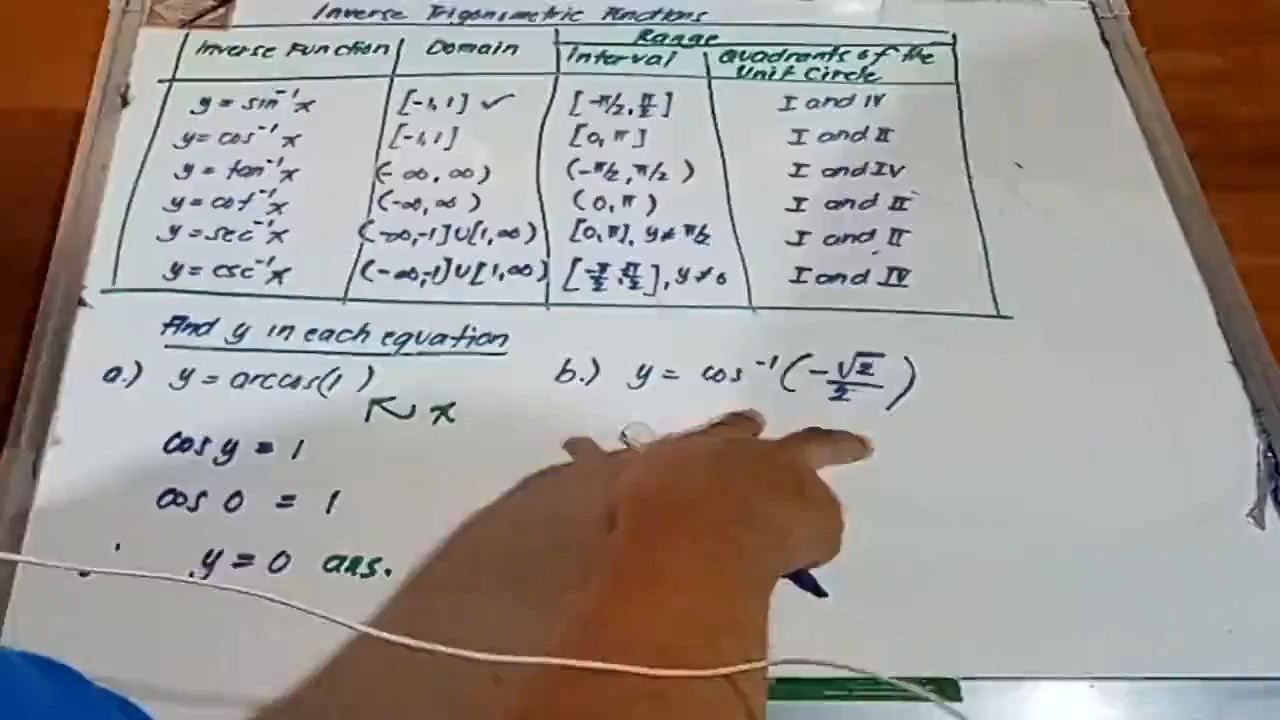 Inverse Trigonimetric Functions
Inverse Function Domain Range
Interval Quadrants of the Unit Circle
y = sin⁻¹x [-1,1] ✓ [-π/2, π/2] I and IV
y = cos⁻¹x [-1,1] [0, π] I and II
y = tan⁻¹x (-∞, ∞) (-π/2, π/2) I and IV
y = cot⁻¹x (-∞, ∞) (0, π) I and II
y = sec⁻¹x (-∞,-1]U[1,∞) [0, π], y ≠ π/2 I and II
y = csc⁻¹x (-∞,-1]U[1,∞) [-π/2, π/2], y ≠ 0 I and IV
Find y in each equation
a.) y = arccos(1)
x
cos y = 1
cos 0 = 1
y = 0 ans.
b.) y = cos⁻¹(-√2/2)